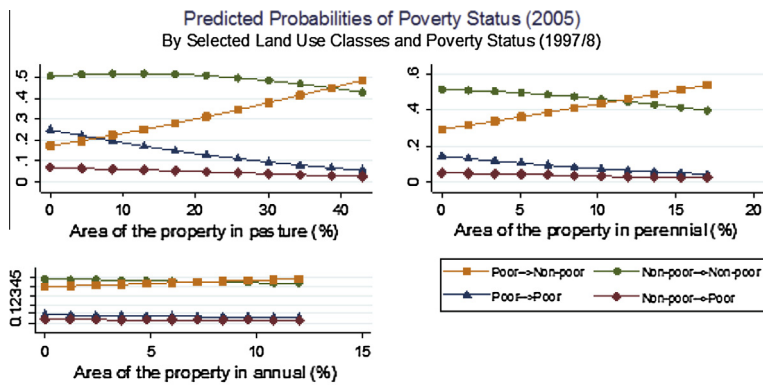 Predicted Probabilities of Poverty Status (2005)
By Selected Land Use Classes and Poverty Status (1997/8)
.5
.4
.3
.2
.1
0
0 10 20 30 40
Area of the property in pasture (%)
.6
.4
.2
0
0 5 10 15
Area of the property in perennial (%)
0.12345
0 5 10 15
Area of the property in annual (%)
Poor-->Non-poor Non-poor-->Non-poor
Poor-->Poor Non-poor-->Poor